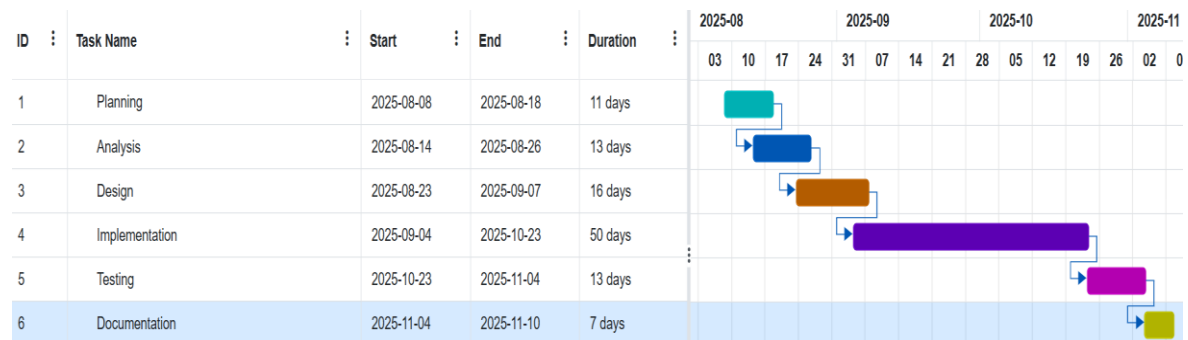 2025-08 2025-09 2025-10 2025-11
ID Task Name Start End Duration
03 10 17 24 31 07 14 21 28 05 12 19 26 02
1 Planning 2025-08-08 2025-08-18 11 days
2 Analysis 2025-08-14 2025-08-26 13 days
3 Design 2025-08-23 2025-09-07 16 days
4 Implementation 2025-09-04 2025-10-23 50 days
5 Testing 2025-10-23 2025-11-04 13 days
6 Documentation 2025-11-04 2025-11-10 7 days